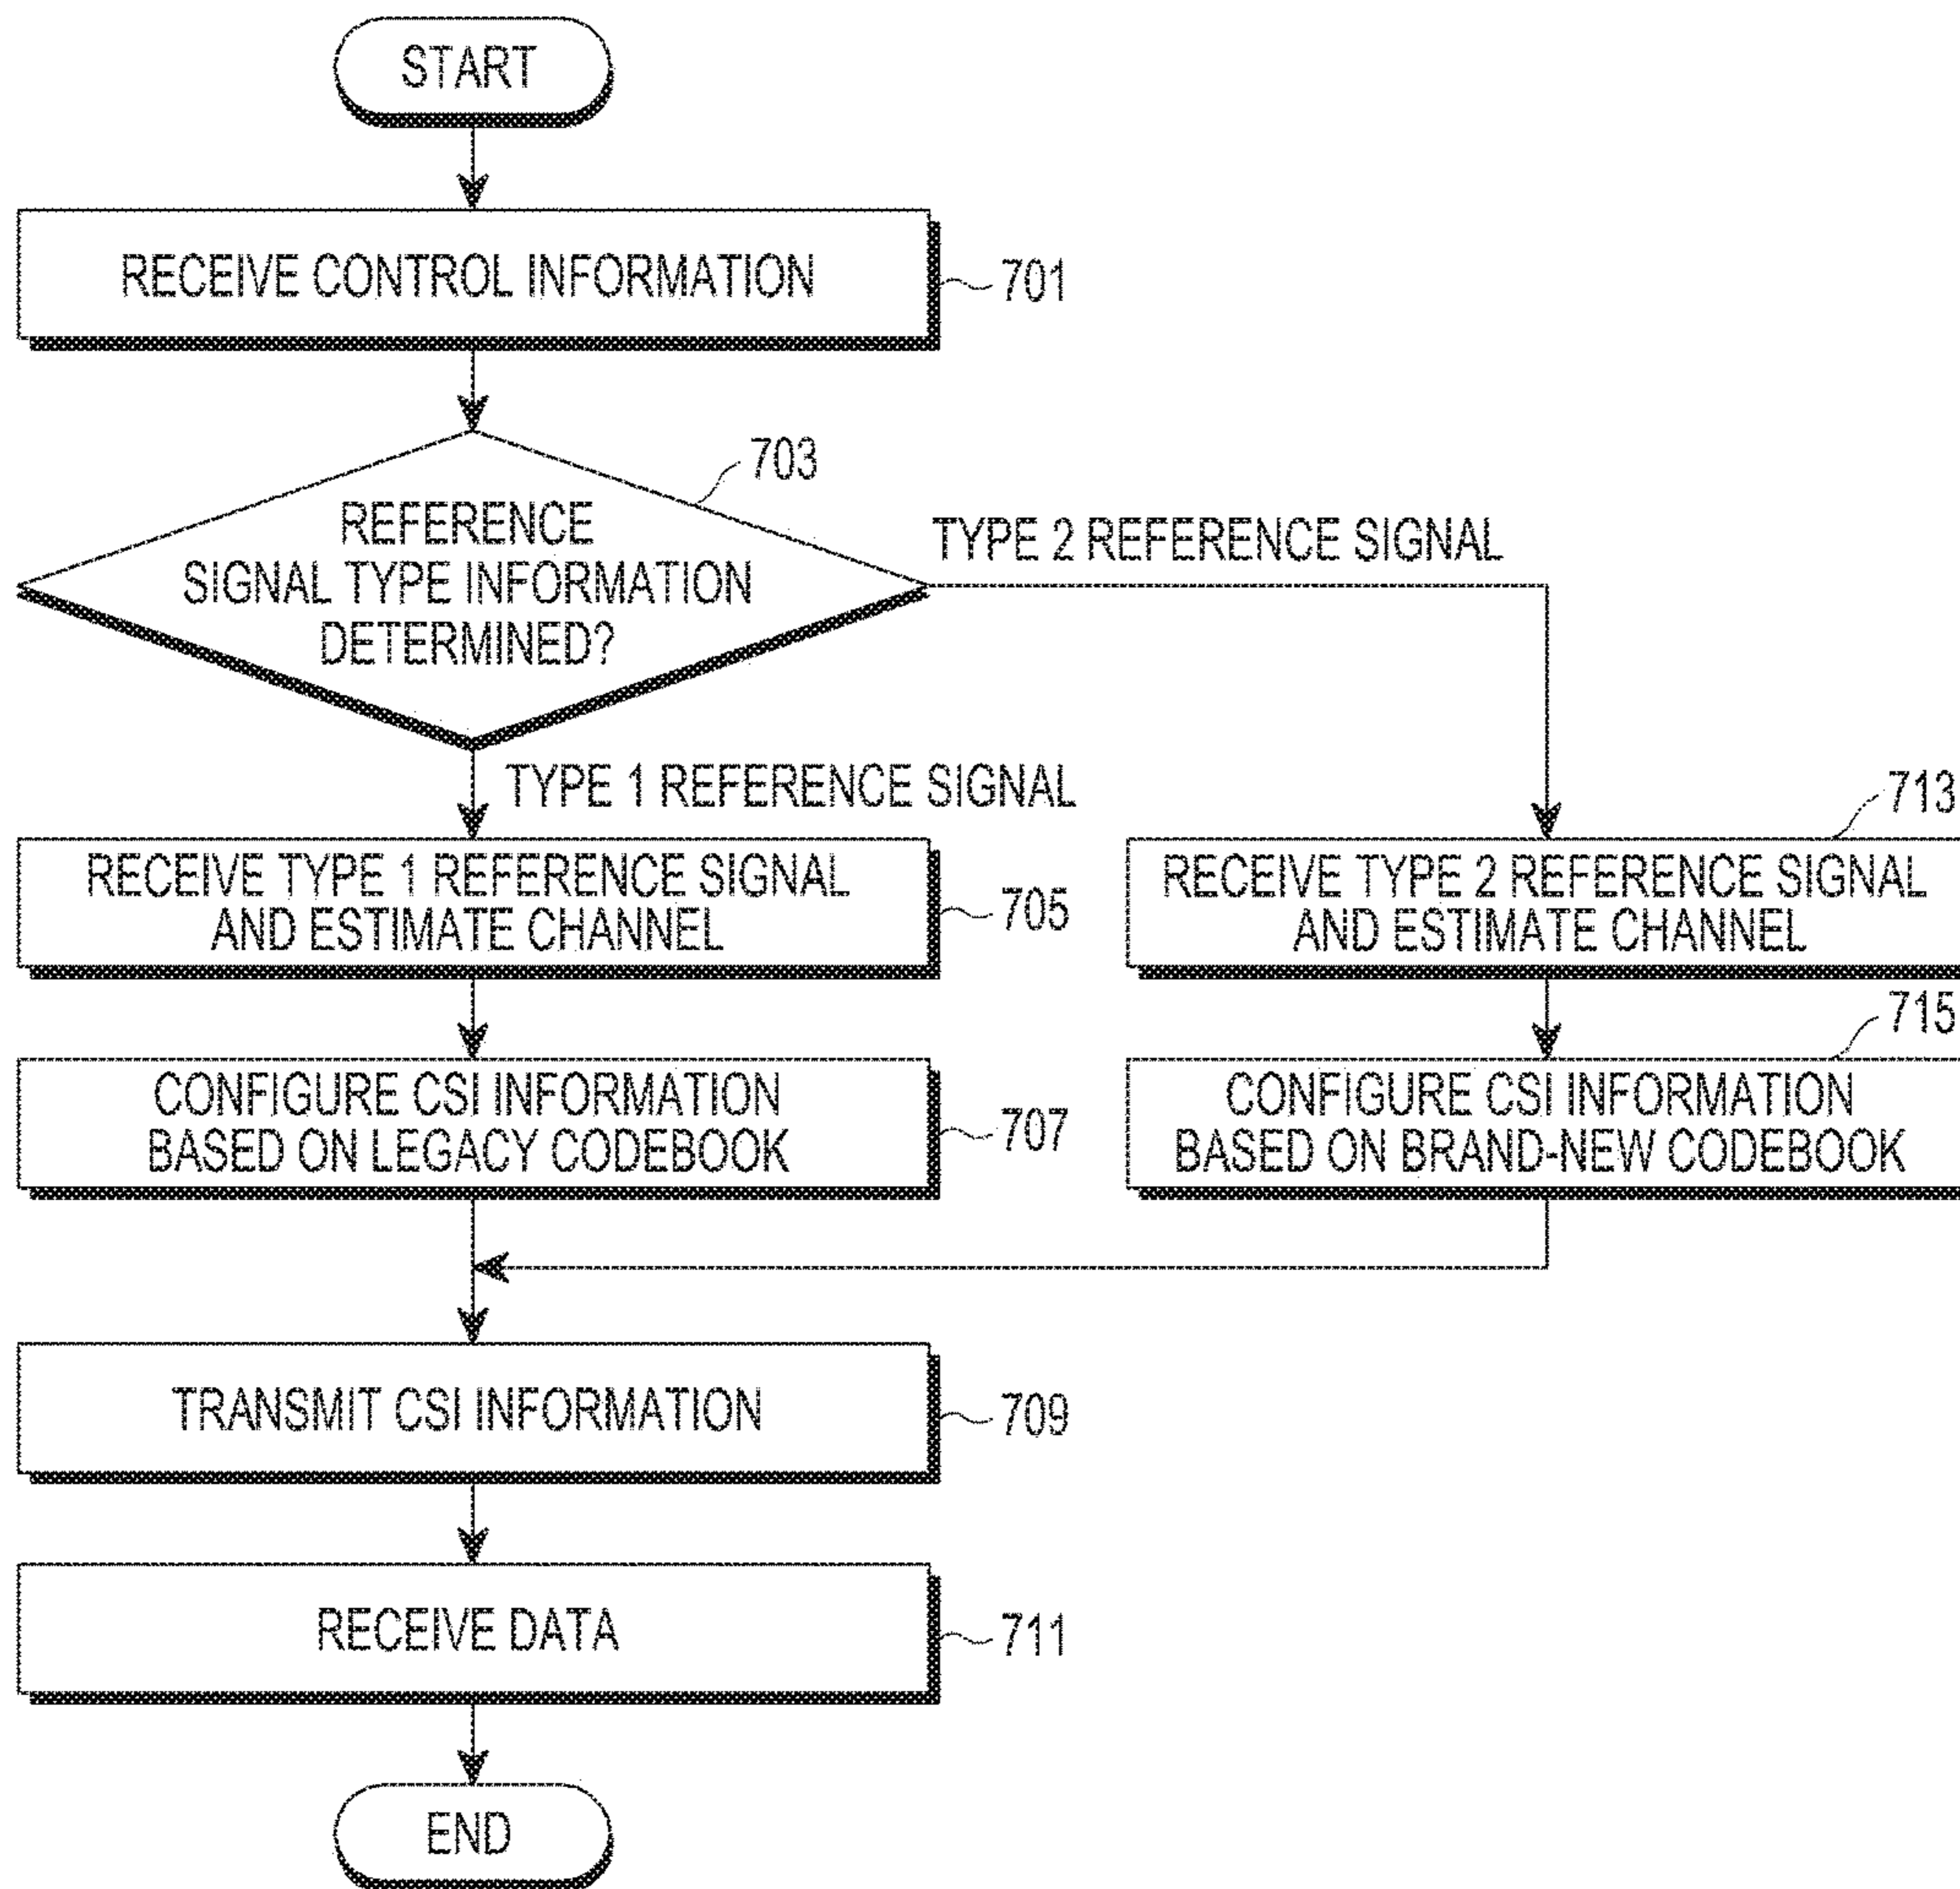 START
RECEIVE CONTROL INFORMATION
701
703
REFERENCE
SIGNAL TYPE INFORMATION
DETERMINED?
TYPE 2 REFERENCE SIGNAL
TYPE 1 REFERENCE SIGNAL
RECEIVE TYPE 1 REFERENCE SIGNAL
AND ESTIMATE CHANNEL
705
713
RECEIVE TYPE 2 REFERENCE SIGNAL
AND ESTIMATE CHANNEL
CONFIGURE CSI INFORMATION
BASED ON LEGACY CODEBOOK
707
715
CONFIGURE CSI INFORMATION
BASED ON BRAND-NEW CODEBOOK
TRANSMIT CSI INFORMATION
709
RECEIVE DATA
711
END